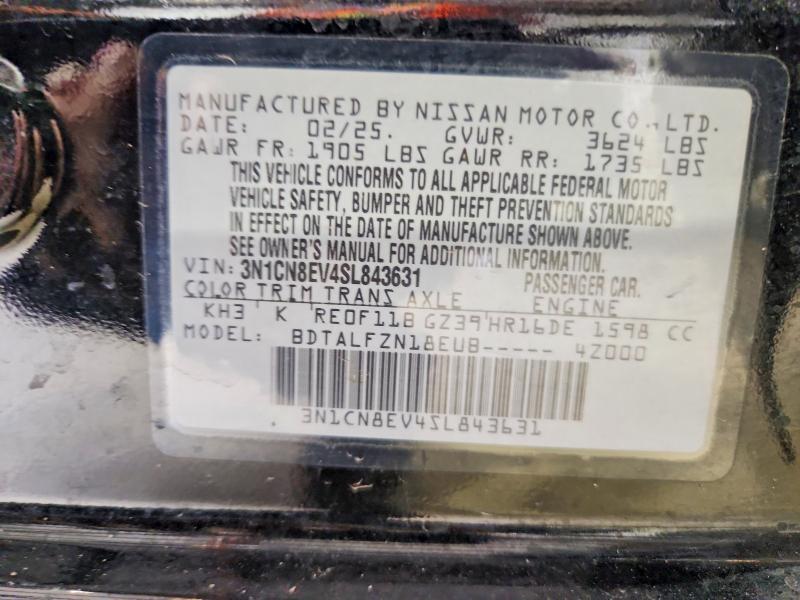 MANUFACTURED BY NISSAN MOTOR CO., LTD.
DATE: 02/25. GVWR: 3624 LBS
GAWR FR: 1905 LBS GAWR RR: 1735 LBS
THIS VEHICLE CONFORMS TO ALL APPLICABLE FEDERAL MOTOR
VEHICLE SAFETY, BUMPER AND THEFT PREVENTION STANDARDS
IN EFFECT ON THE DATE OF MANUFACTURE SHOWN ABOVE.
SEE OWNER'S MANUAL FOR ADDITIONAL INFORMATION.
VIN: 3N1CN8EV4SL843631 PASSENGER CAR.
COLOR TRIM TRANS AXLE ENGINE
KH3 K RE0F11B GZ39 HR16DE 1598 CC
MODEL: BDTALFZN18EUB----- 4Z000
3N1CN8EV4SL843631